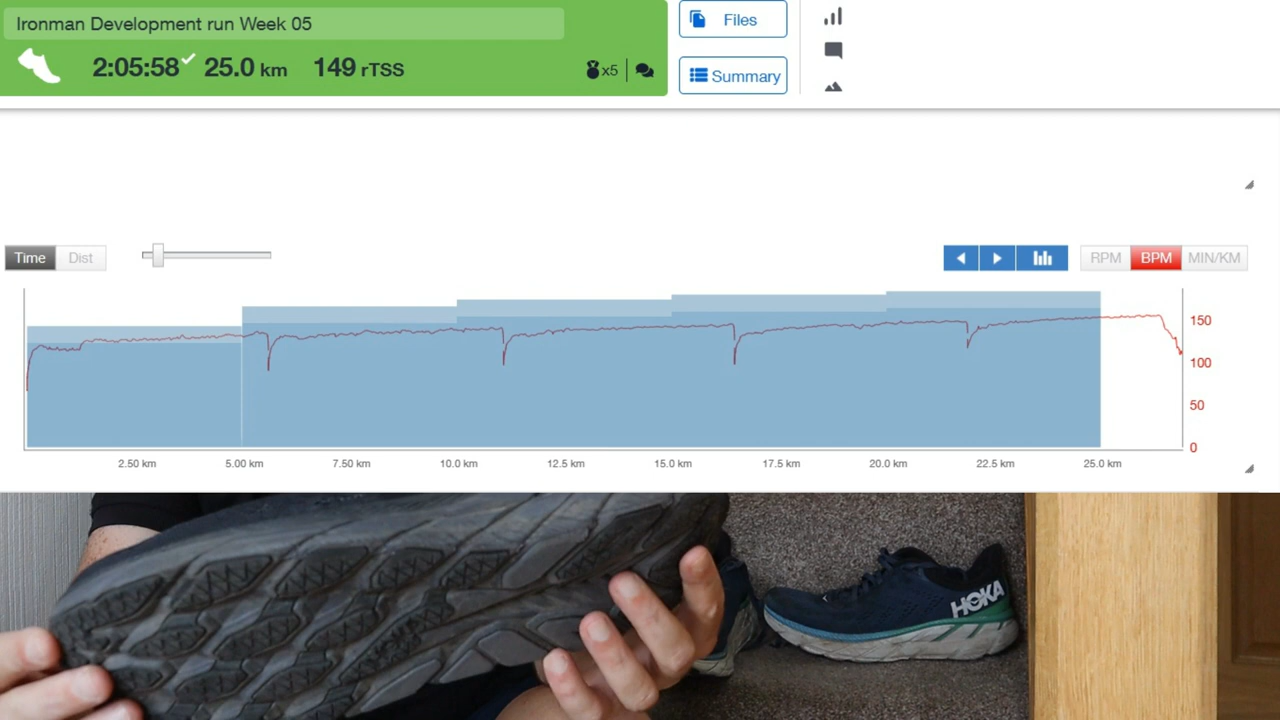 Ironman Development run Week 05
2:05:58 25.0 km 149 rTSS
x5
Files
Summary
Time Dist
RPM BPM MIN/KM
150
100
50
0
2.50 km 5.00 km 7.50 km 10.0 km 12.5 km 15.0 km 17.5 km 20.0 km 22.5 km 25.0 km
HOKA